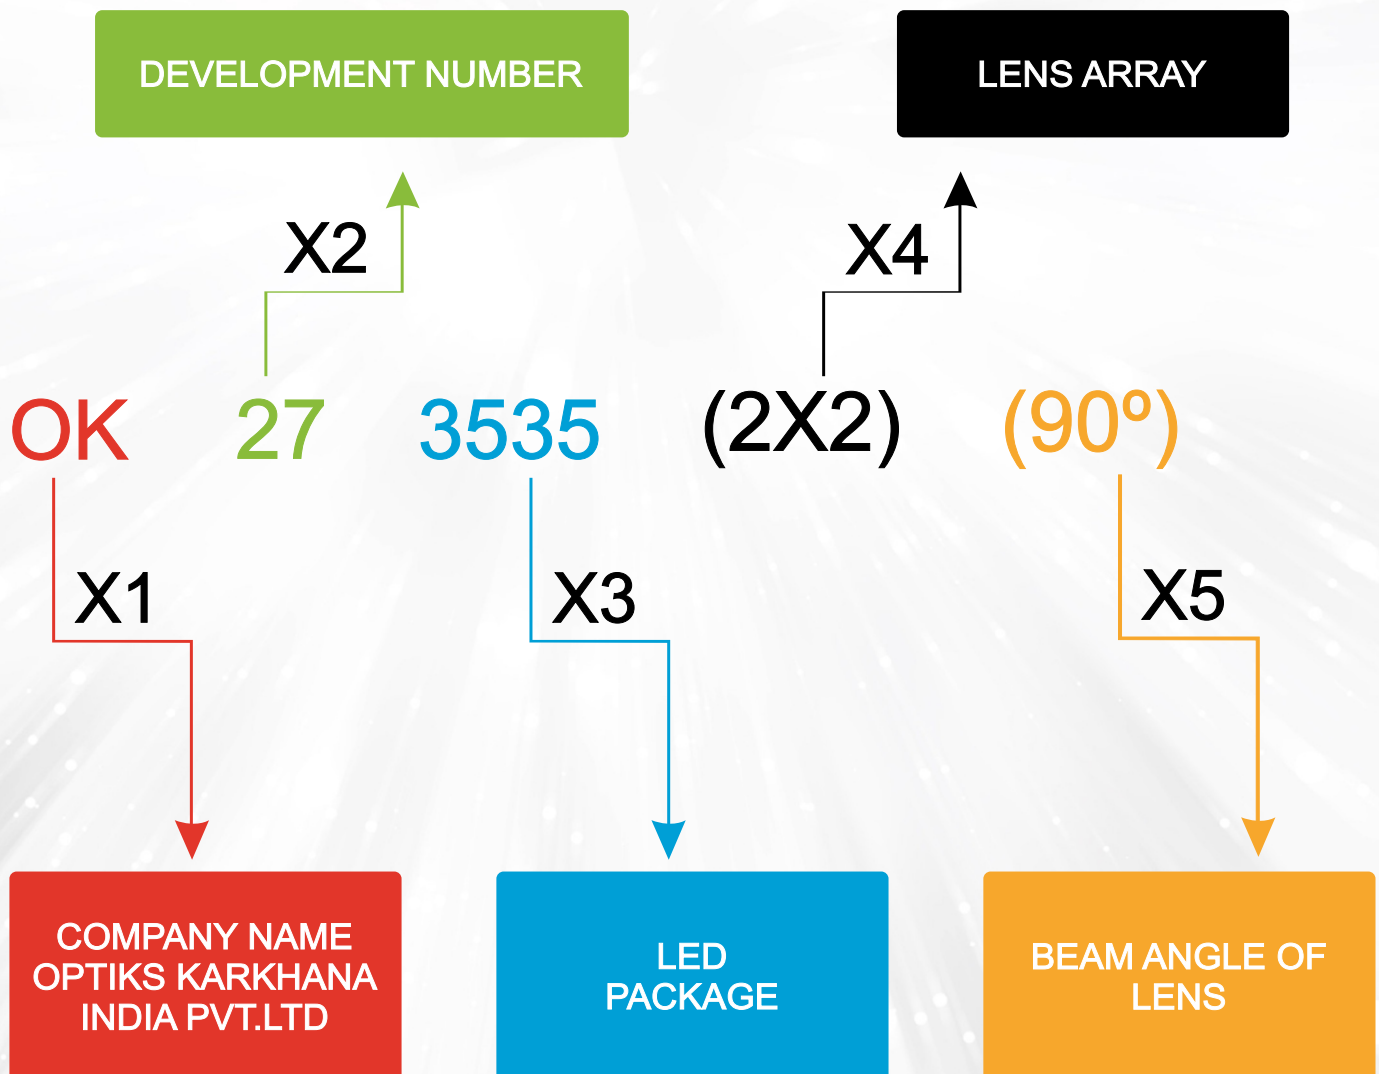 DEVELOPMENT NUMBER
LENS ARRAY
X2
X4
OK 27 3535 (2X2) (90º)
X1
X3
X5
COMPANY NAME
OPTIKS KARKHANA
INDIA PVT.LTD
LED
PACKAGE
BEAM ANGLE OF
LENS